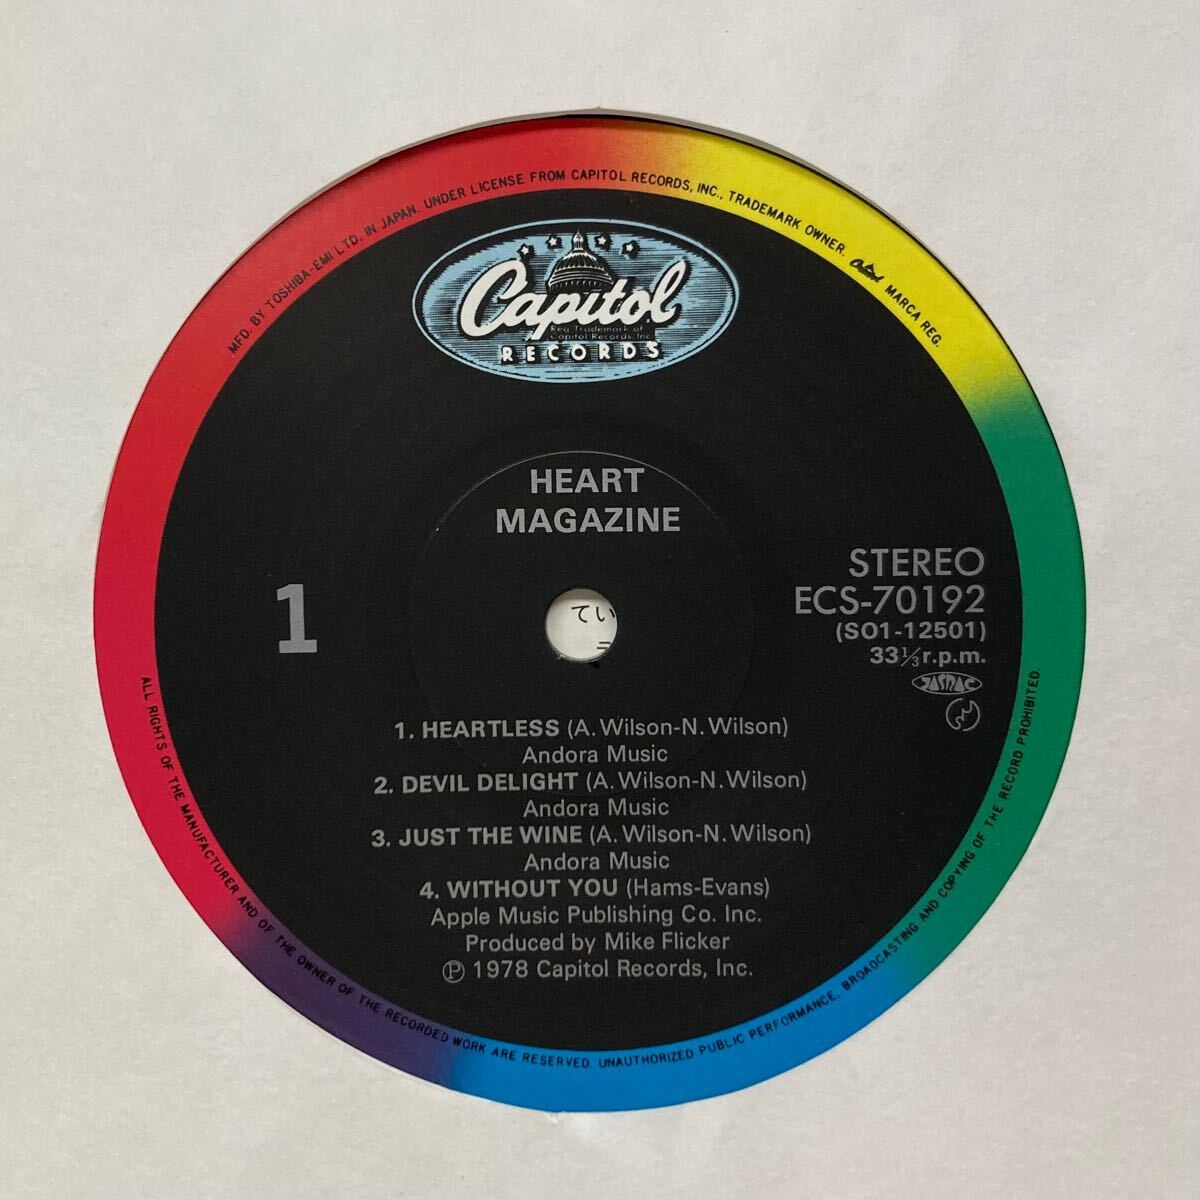 MFD. BY TOSHIBA-EMI LTD. IN JAPAN. UNDER LICENSE FROM CAPITOL RECORDS, INC., TRADEMARK OWNER. Capitol MARCA REG.
Capitol
Reg. Trademark of
Capitol Records, Inc.
RECORDS
HEART
MAGAZINE
1
STEREO
ECS-70192
(SO1-12501)
33⅓r.p.m.
JASRAC
てい
1. HEARTLESS (A. Wilson-N. Wilson)
Andora Music
2. DEVIL DELIGHT (A. Wilson-N. Wilson)
Andora Music
3. JUST THE WINE (A. Wilson-N. Wilson)
Andora Music
4. WITHOUT YOU (Hams-Evans)
Apple Music Publishing Co. Inc.
Produced by Mike Flicker
℗ 1978 Capitol Records, Inc.
ALL RIGHTS OF THE MANUFACTURER AND OF THE OWNER OF THE RECORDED WORK ARE RESERVED. UNAUTHORIZED PUBLIC PERFORMANCE, BROADCASTING AND COPYING OF THE RECORD PROHIBITED.